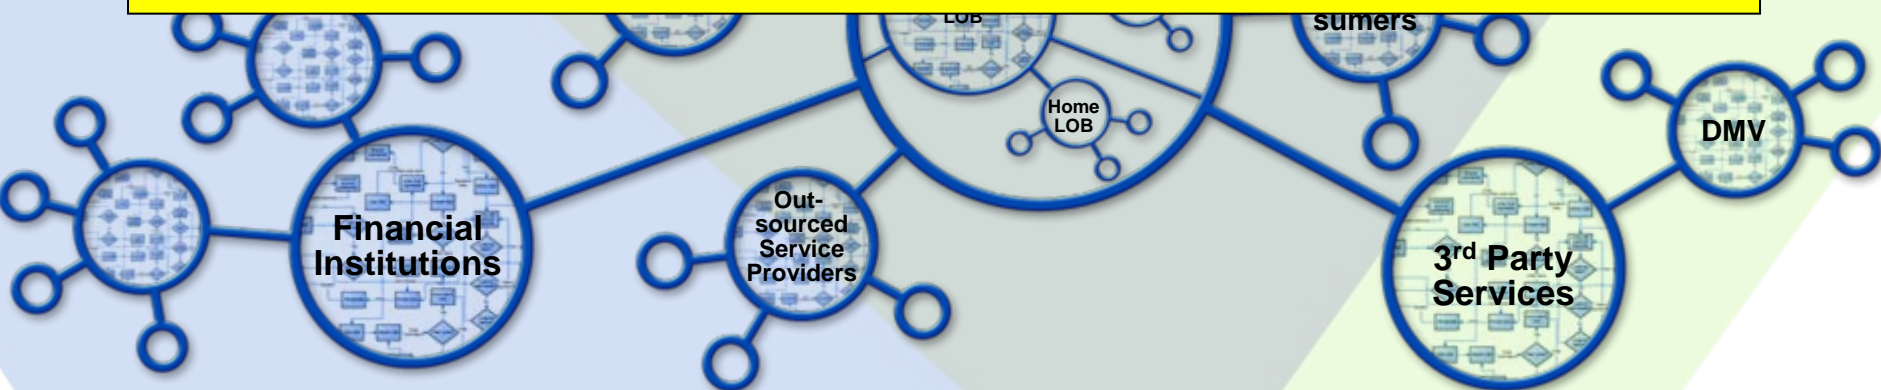 LOB
sumers
Home
LOB
DMV
Out-
sourced
Service
Providers
Financial
Institutions
3rd Party
Services